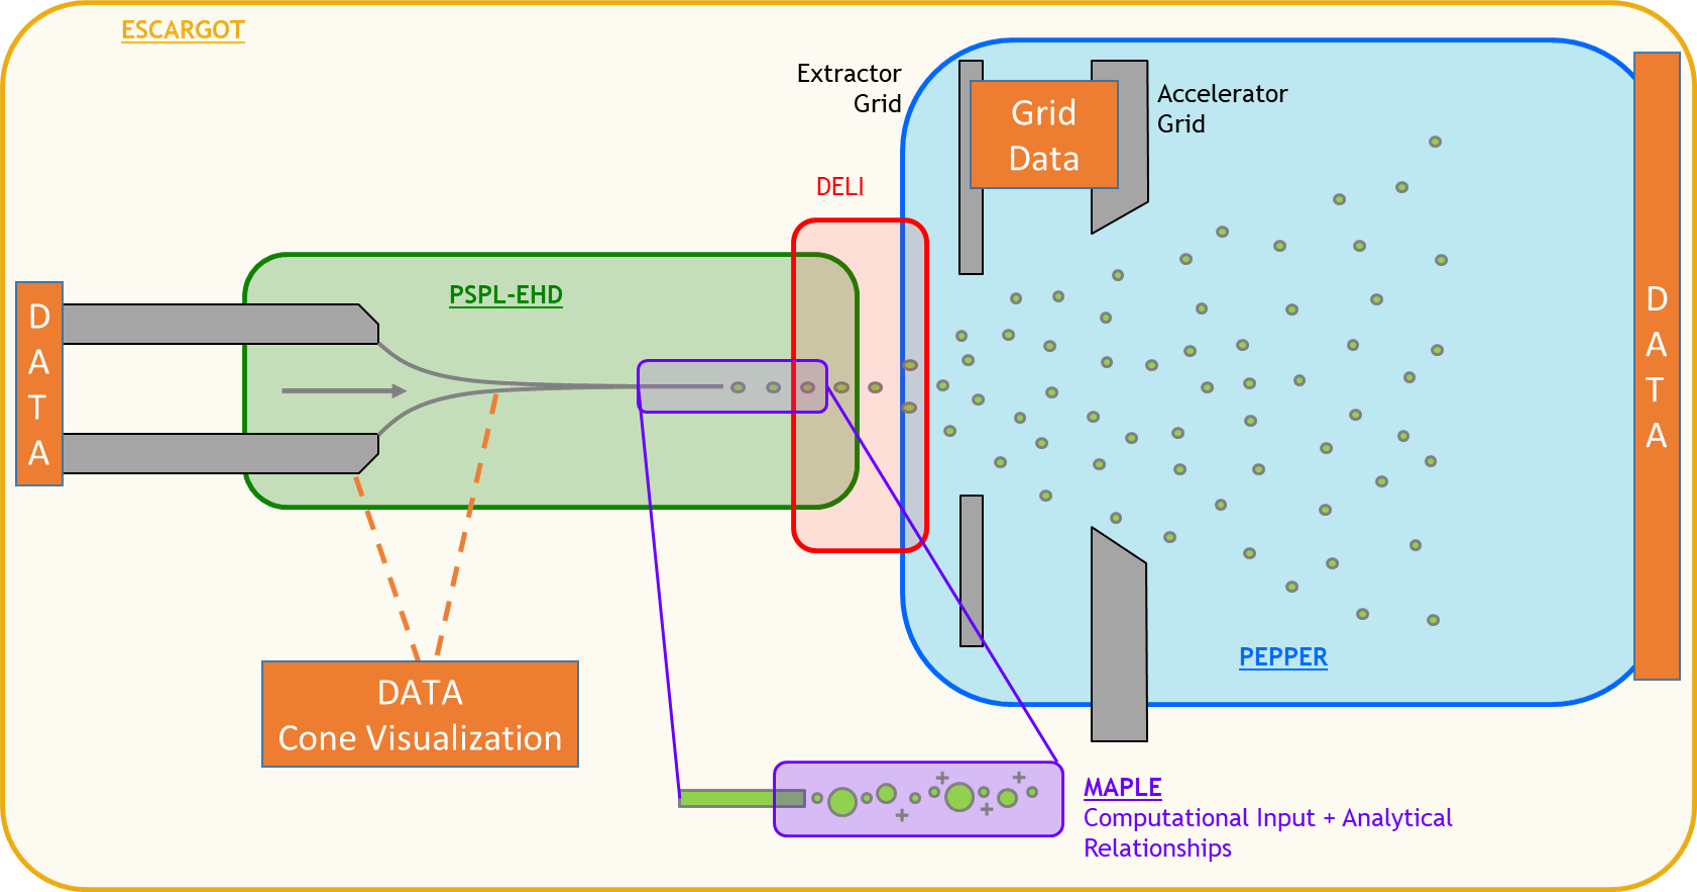 ESCARGOT
Extractor
Grid
Grid
Data
Accelerator
Grid
DELI
PSPL-EHD
D
A
T
A
D
A
T
A
DATA
Cone Visualization
PEPPER
MAPLE
Computational Input + Analytical
Relationships